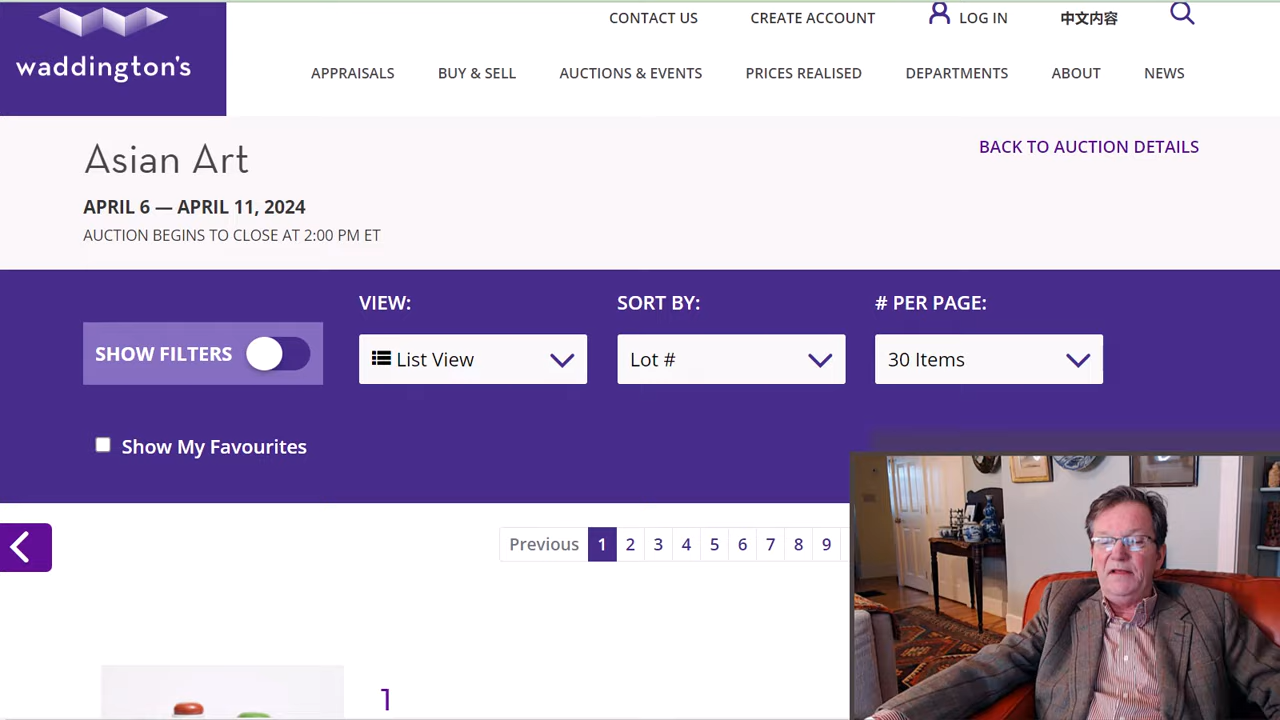 waddington's
CONTACT US
CREATE ACCOUNT
LOG IN
中文内容
APPRAISALS
BUY & SELL
AUCTIONS & EVENTS
PRICES REALISED
DEPARTMENTS
ABOUT
NEWS
Asian Art
BACK TO AUCTION DETAILS
APRIL 6 — APRIL 11, 2024
AUCTION BEGINS TO CLOSE AT 2:00 PM ET
VIEW:
SORT BY:
# PER PAGE:
SHOW FILTERS
List View
Lot #
30 Items
Show My Favourites
Previous 1 2 3 4 5 6 7 8 9
1